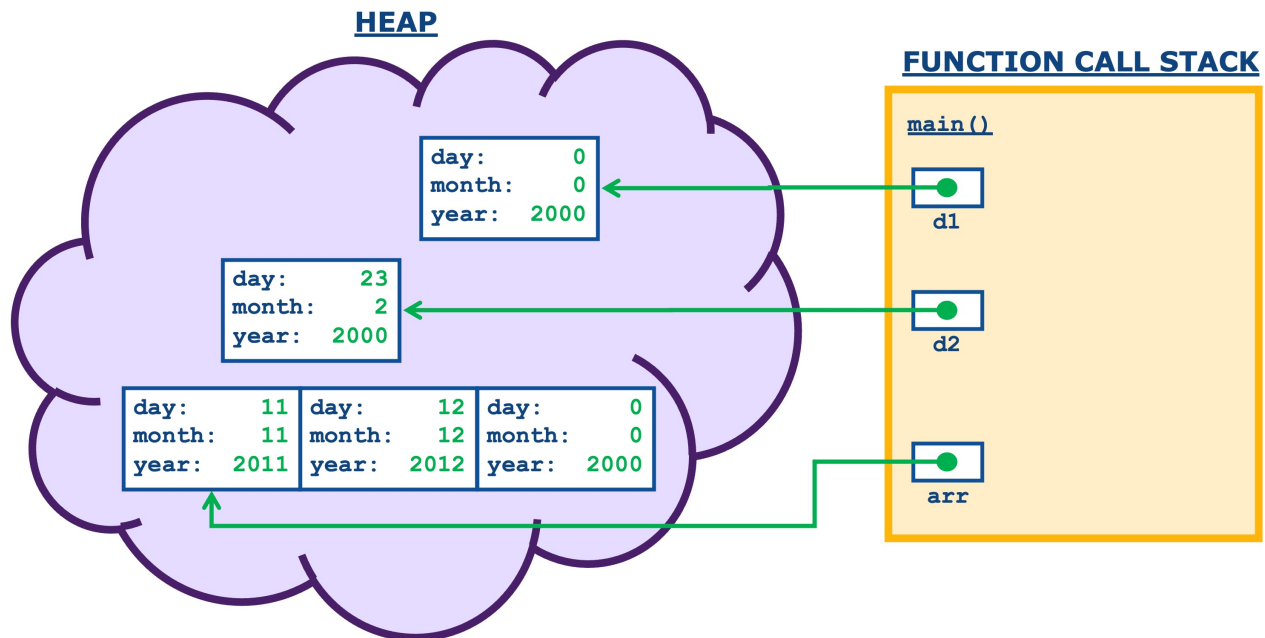 HEAP
FUNCTION CALL STACK
main()
day: 0
month: 0
year: 2000
d1
day: 23
month: 2
year: 2000
d2
day: 11 day: 12 day: 0
month: 11 month: 12 month: 0
year: 2011 year: 2012 year: 2000
arr